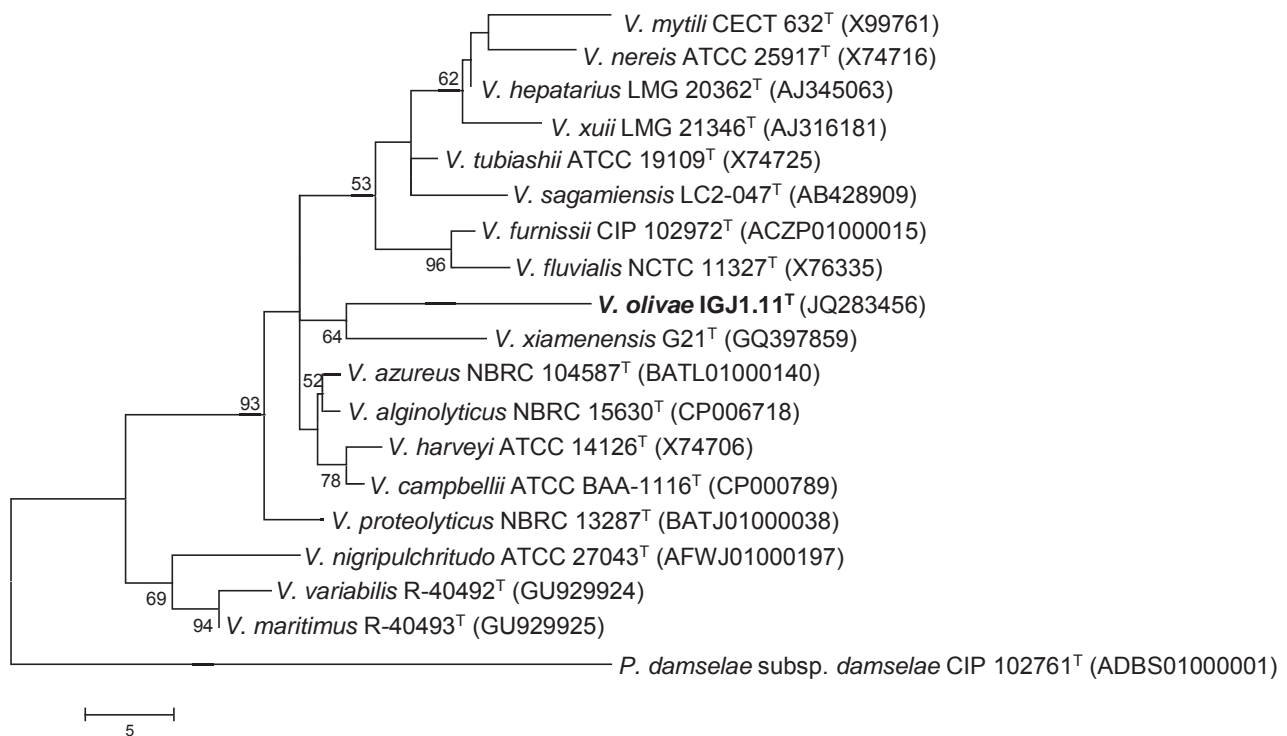 V. mytili CECT 632ᵀ (X99761)
V. nereis ATCC 25917ᵀ (X74716)
62
V. hepatarius LMG 20362ᵀ (AJ345063)
V. xuii LMG 21346ᵀ (AJ316181)
V. tubiashii ATCC 19109ᵀ (X74725)
53
V. sagamiensis LC2-047ᵀ (AB428909)
V. furnissii CIP 102972ᵀ (ACZP01000015)
96
V. fluvialis NCTC 11327ᵀ (X76335)
V. olivae IGJ1.11ᵀ (JQ283456)
64
V. xiamenensis G21ᵀ (GQ397859)
52
V. azureus NBRC 104587ᵀ (BATL01000140)
93
V. alginolyticus NBRC 15630ᵀ (CP006718)
V. harveyi ATCC 14126ᵀ (X74706)
78
V. campbellii ATCC BAA-1116ᵀ (CP000789)
V. proteolyticus NBRC 13287ᵀ (BATJ01000038)
V. nigripulchritudo ATCC 27043ᵀ (AFWJ01000197)
69
V. variabilis R-40492ᵀ (GU929924)
94
V. maritimus R-40493ᵀ (GU929925)
P. damselae subsp. damselae CIP 102761ᵀ (ADBS01000001)
5